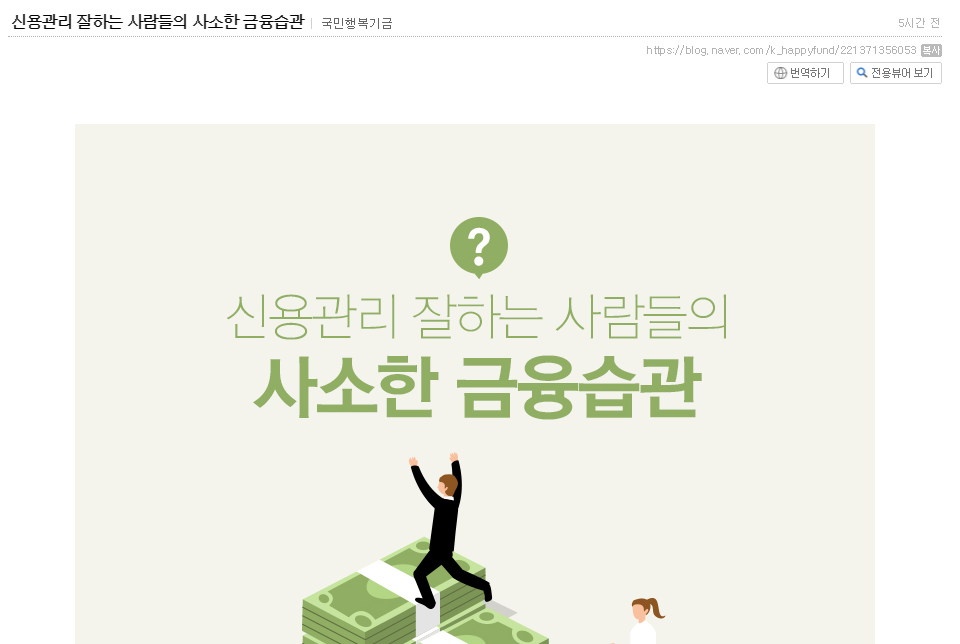 신용관리 잘하는 사람들의 사소한 금융습관 | 국민행복기금 5시간 전
https://blog.naver.com/k_happyfund/221371356053 복사
번역하기 전용뷰어 보기
?
신용관리 잘하는 사람들의
사소한 금융습관